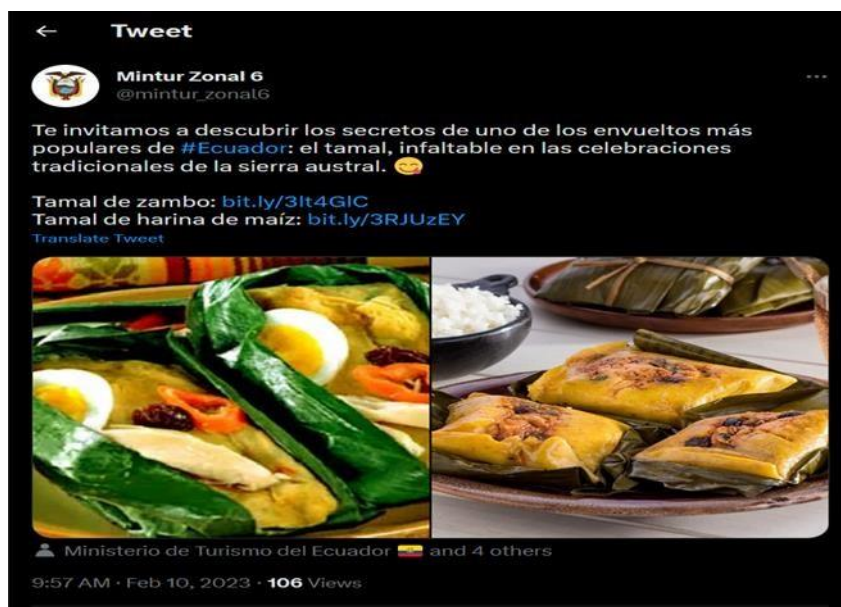 ← Tweet
Mintur Zonal 6
@mintur_zonal6
Te invitamos a descubrir los secretos de uno de los envueltos más
populares de #Ecuador: el tamal, infaltable en las celebraciones
tradicionales de la sierra austral. 😋
Tamal de zambo: bit.ly/3lt4GlC
Tamal de harina de maíz: bit.ly/3RJUzEY
Translate Tweet
Ministerio de Turismo del Ecuador 🇪🇨 and 4 others
9:57 AM · Feb 10, 2023 · 106 Views